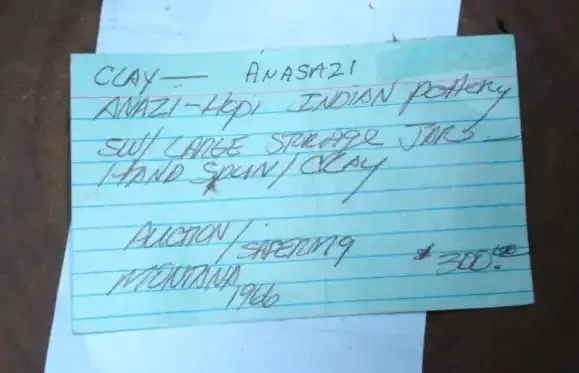 CLAY — ANASAZI
ANAZI-Hopi INDIAN pottery
SW/ LARGE STORAGE JARS —
HAND SPUN/CLAY
AUCTION/
$300.00
MONTANA
1966